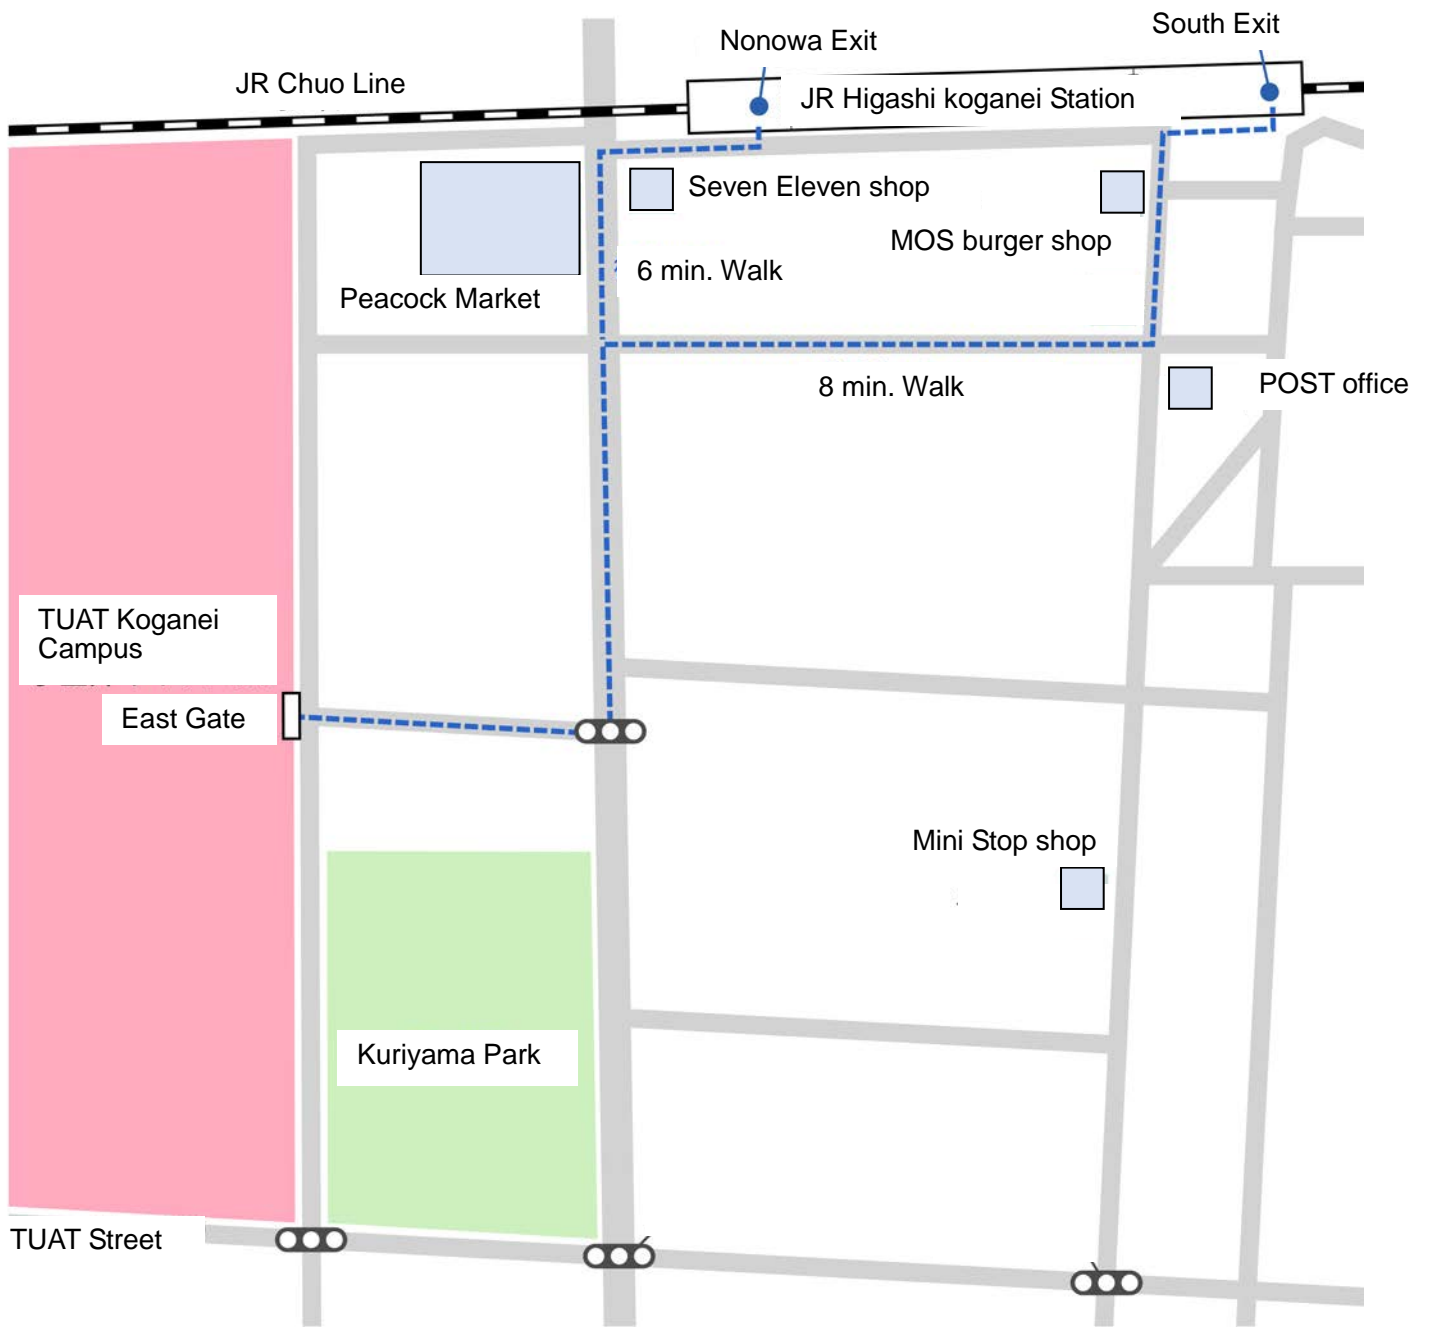 South Exit
Nonowa Exit
JR Chuo Line
JR Higashi koganei Station
Seven Eleven shop
MOS burger shop
6 min. Walk
Peacock Market
8 min. Walk
POST office
TUAT Koganei
Campus
East Gate
Mini Stop shop
Kuriyama Park
TUAT Street